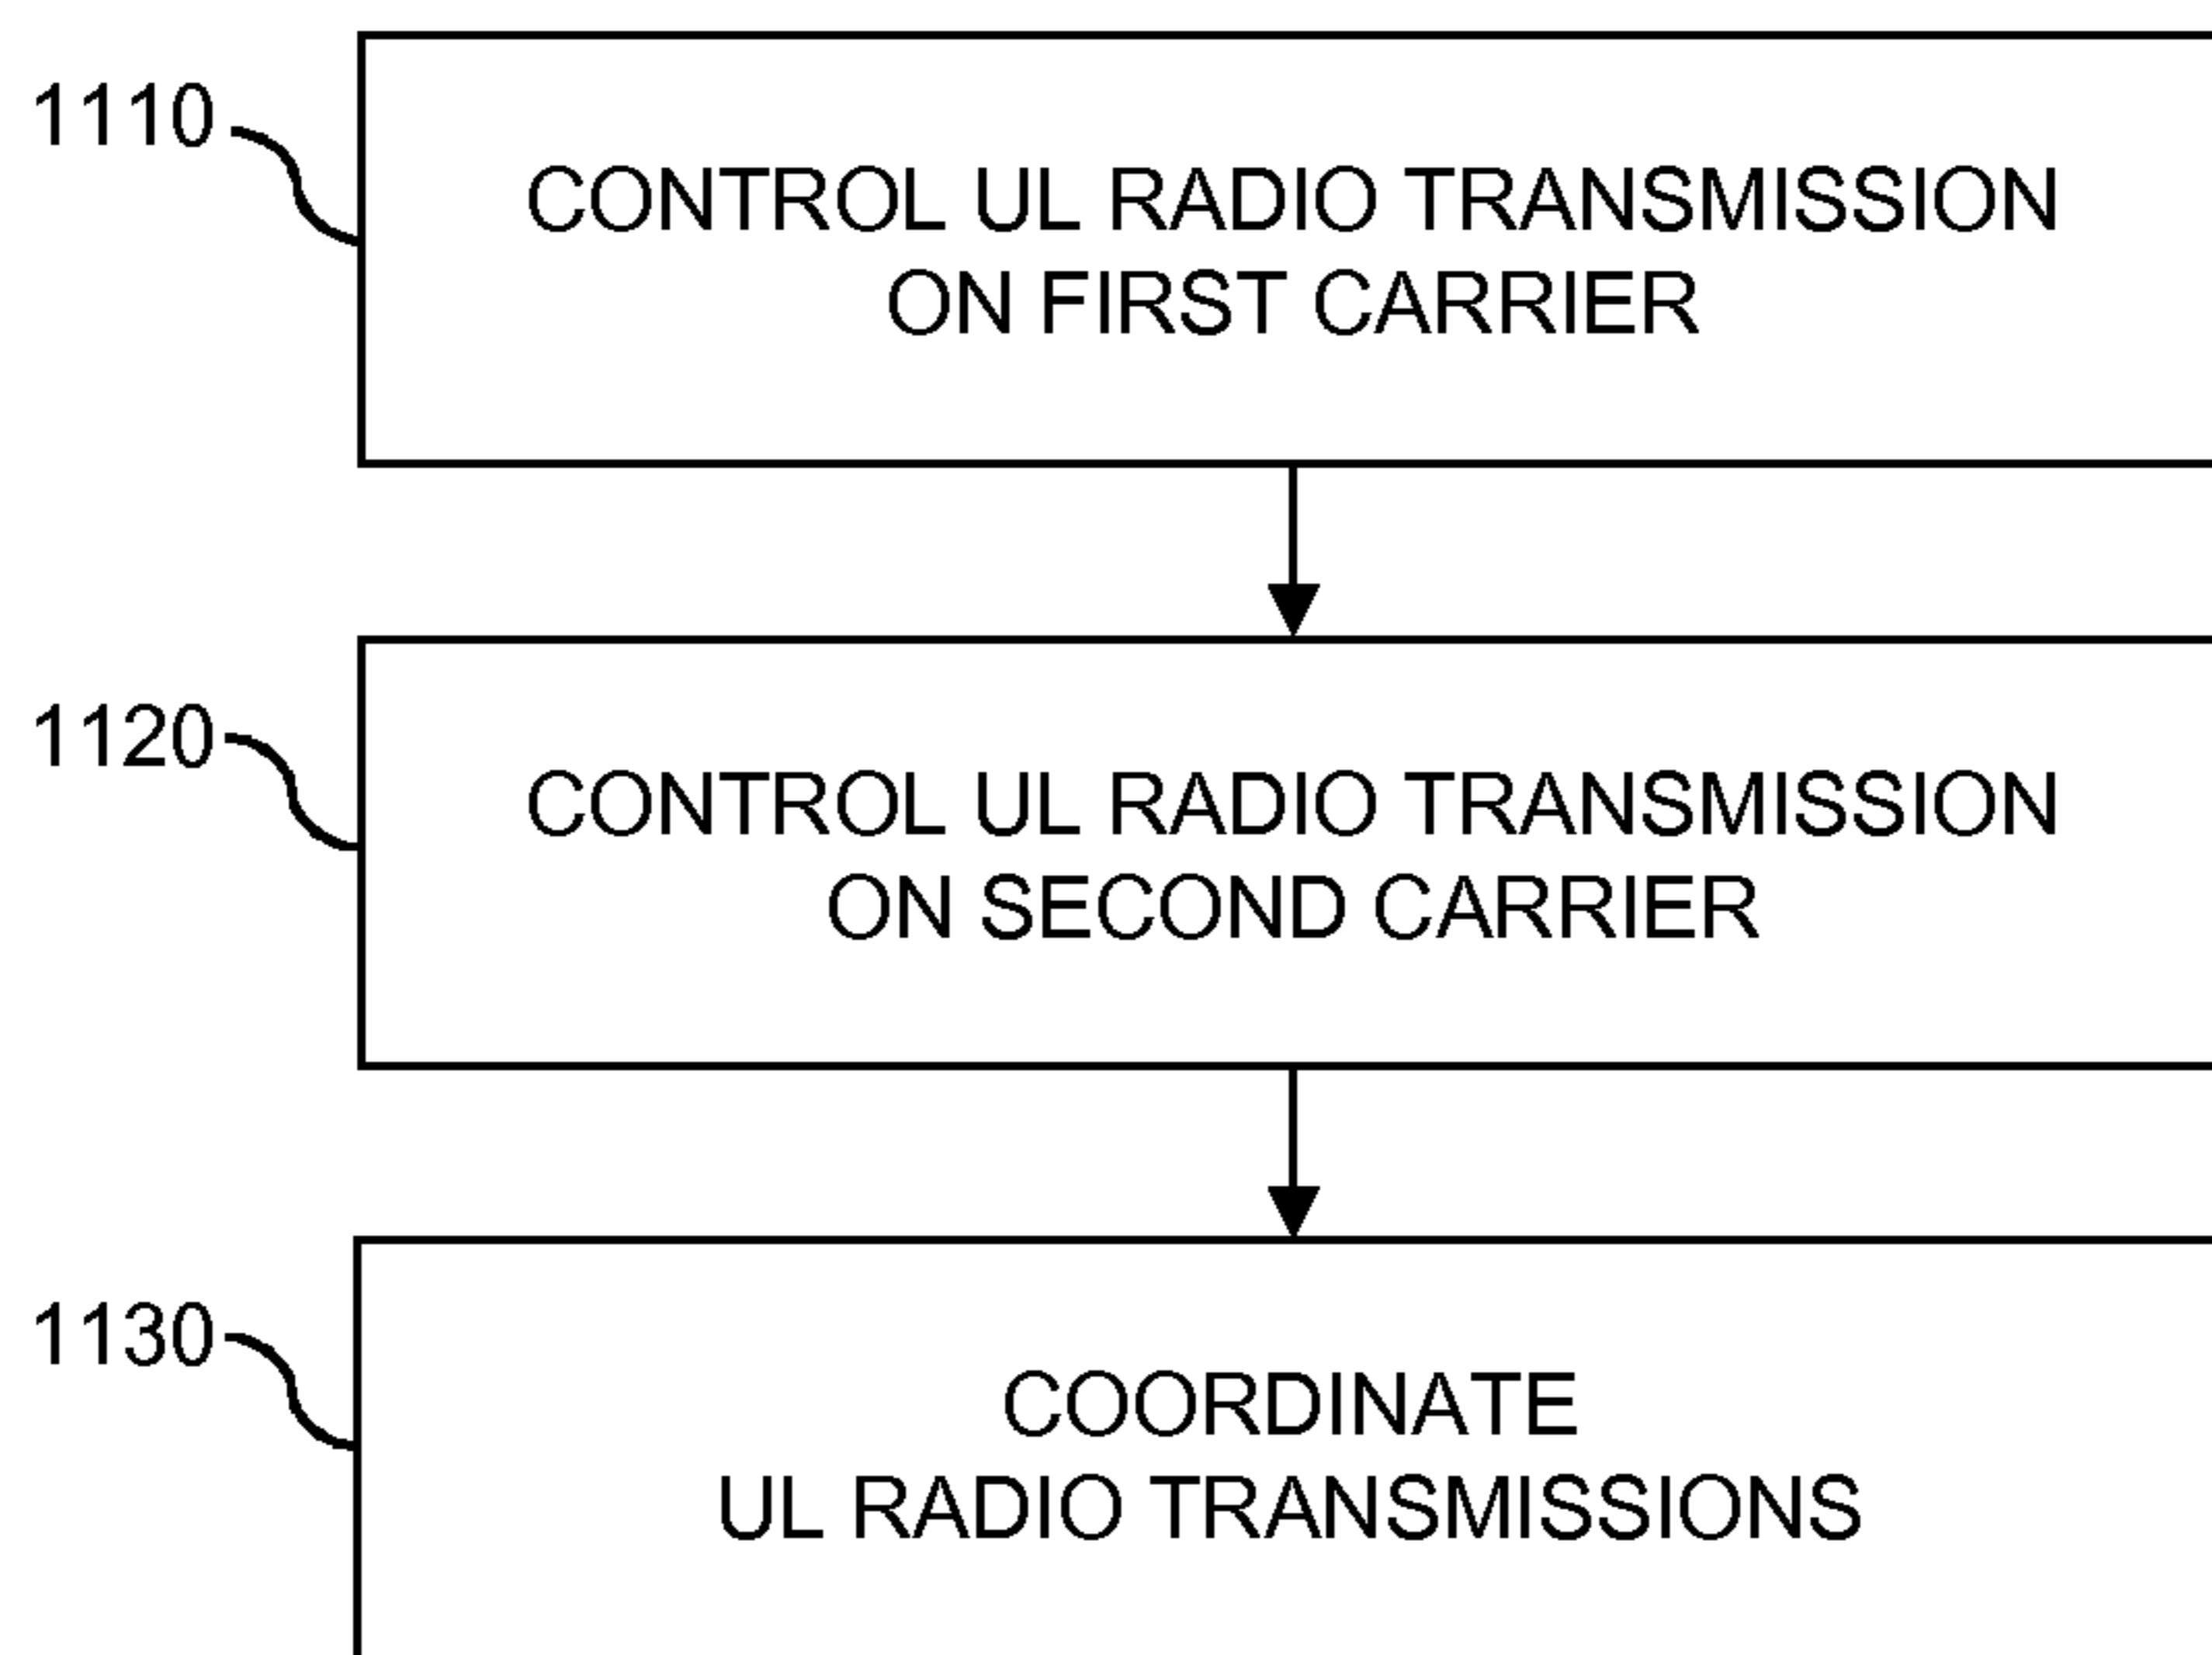 1110
CONTROL UL RADIO TRANSMISSION
ON FIRST CARRIER
1120
CONTROL UL RADIO TRANSMISSION
ON SECOND CARRIER
1130
COORDINATE
UL RADIO TRANSMISSIONS